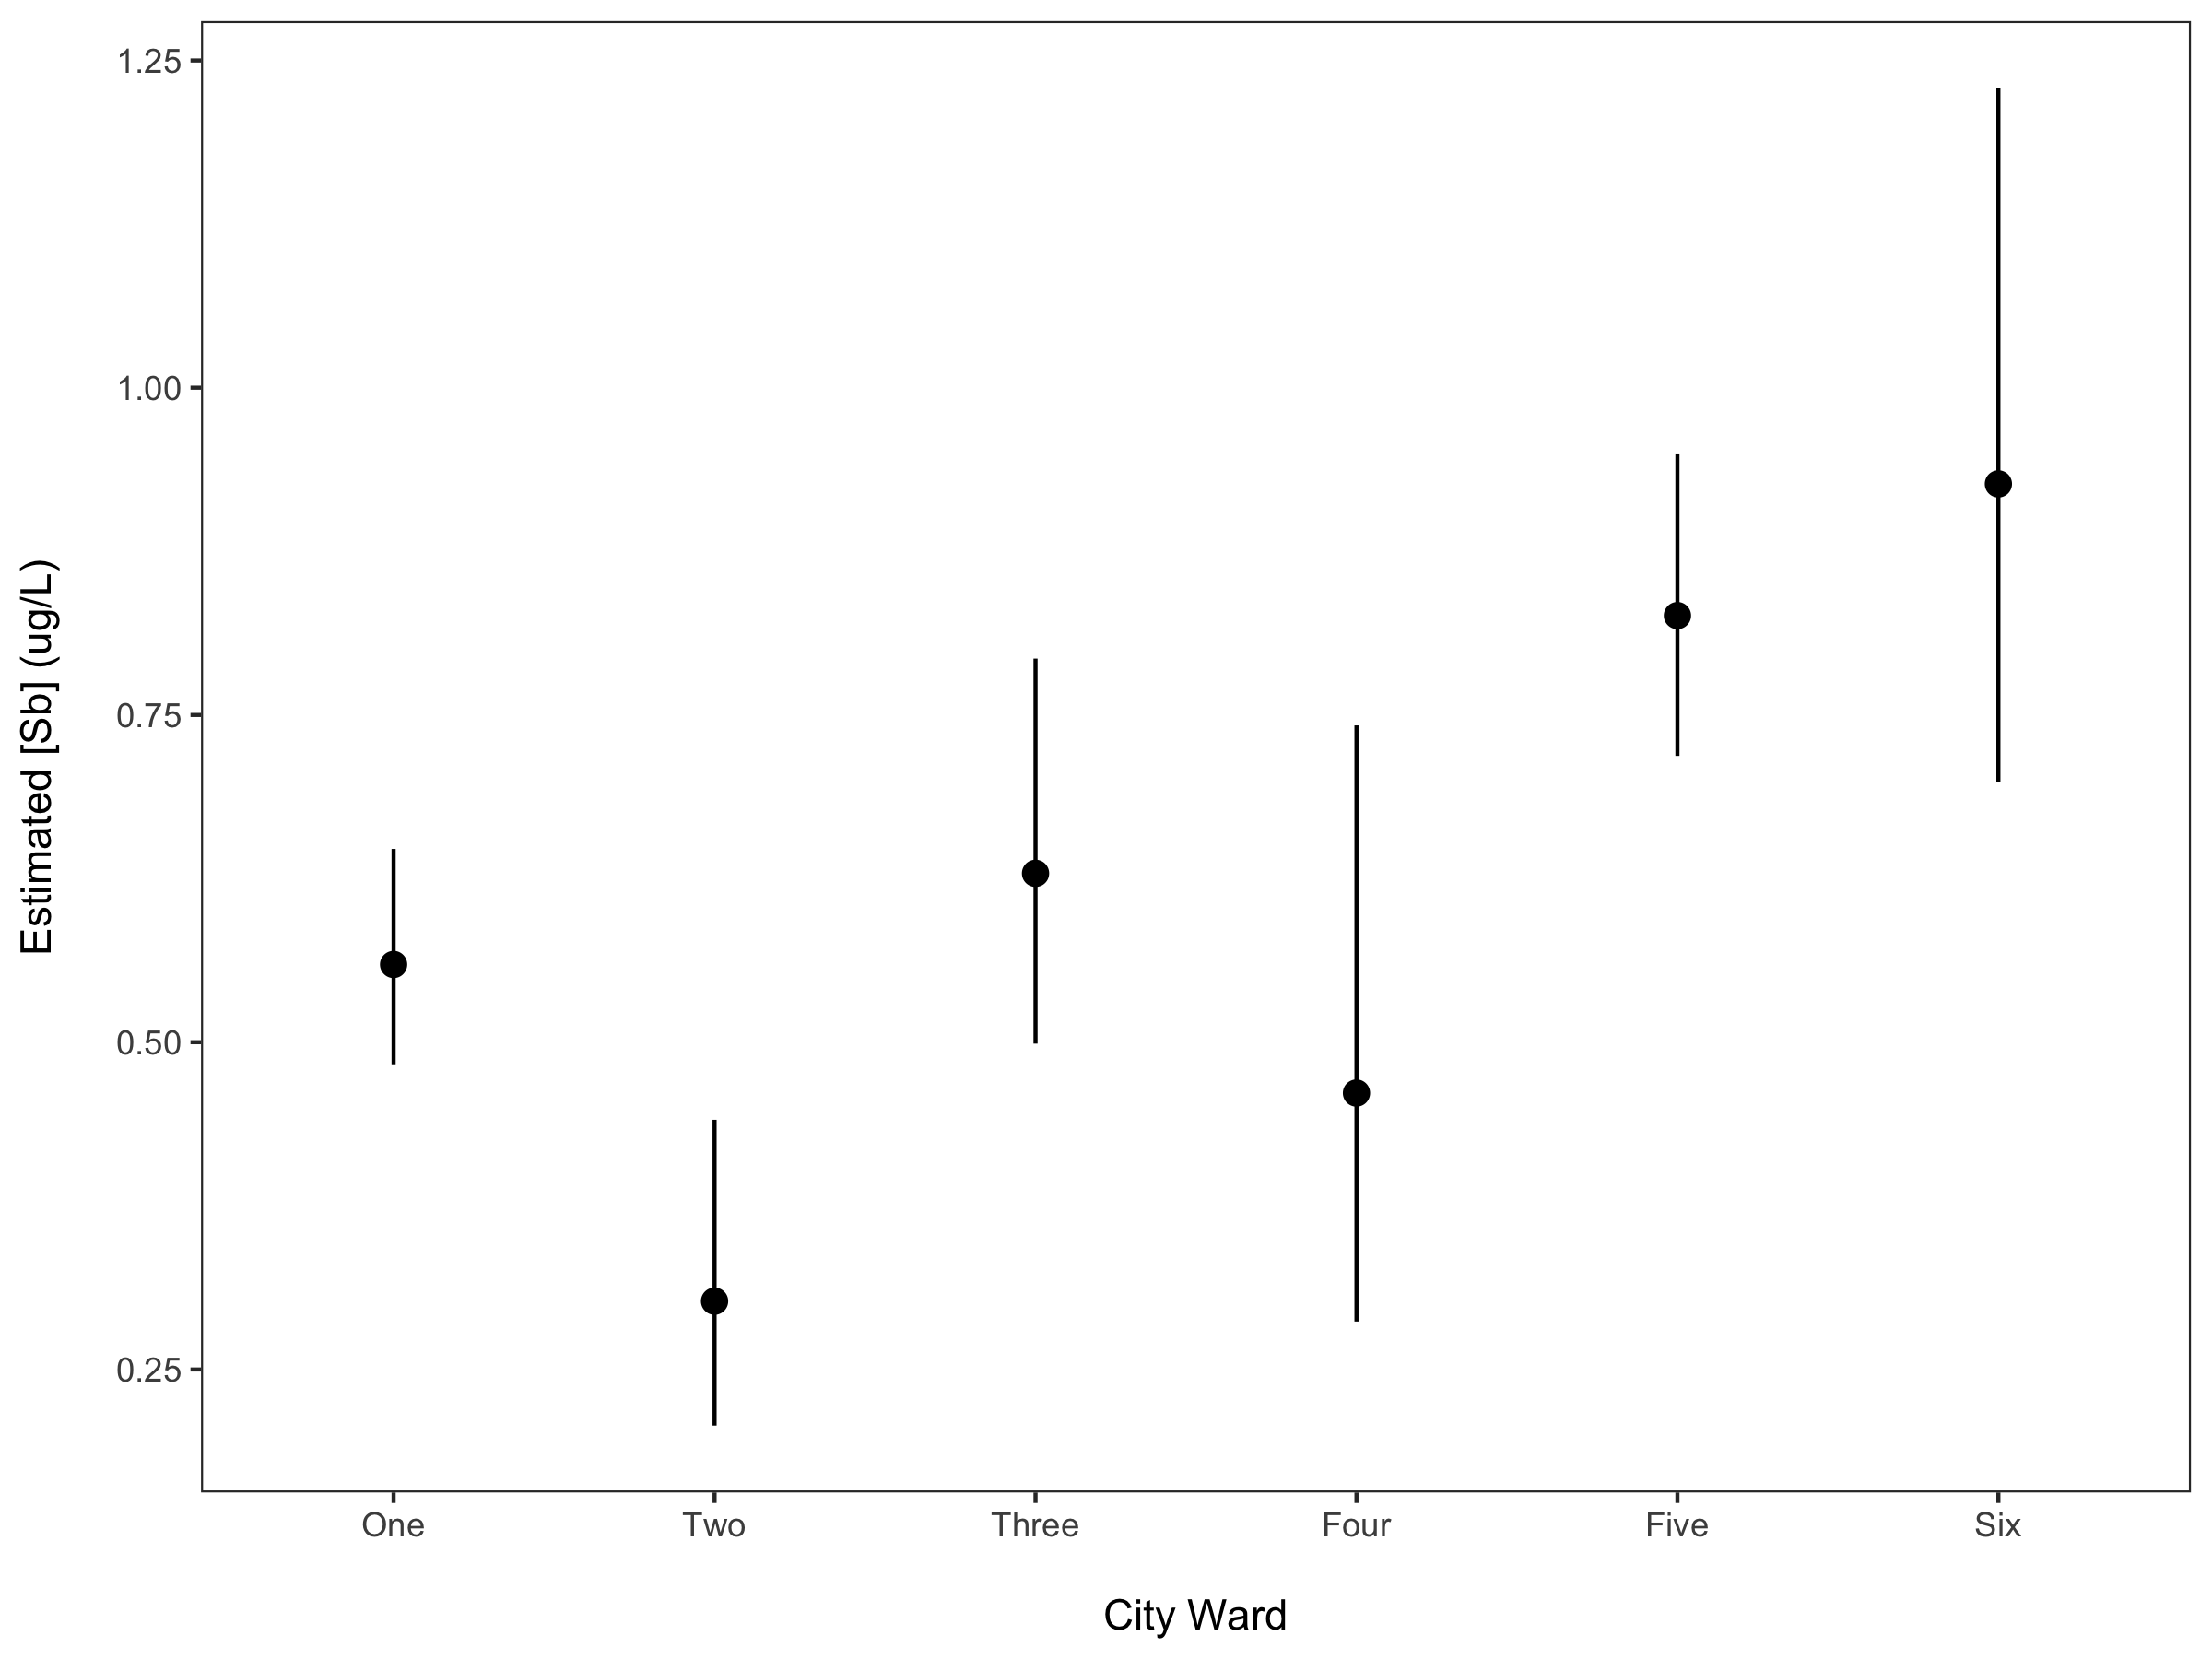 Estimated [Sb] (ug/L)
1.25
1.00
0.75
0.50
0.25
One Two Three Four Five Six
City Ward